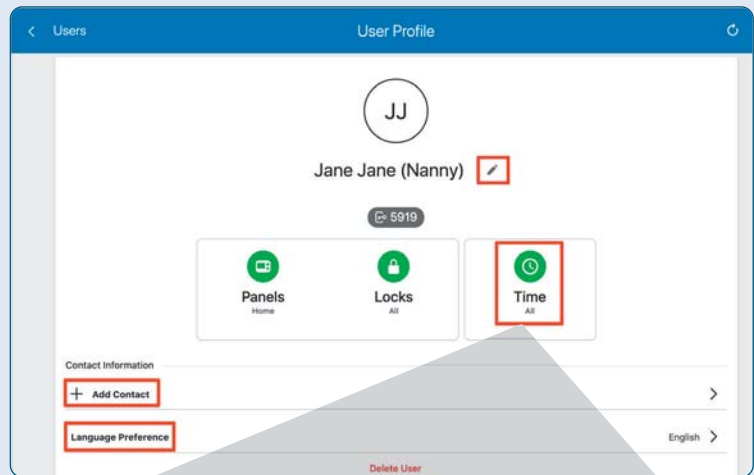 Users
User Profile
JJ
Jane Jane (Nanny)
5919
Panels
Home
Locks
All
Time
All
Contact Information
+ Add Contact
Language Preference
English
Delete User